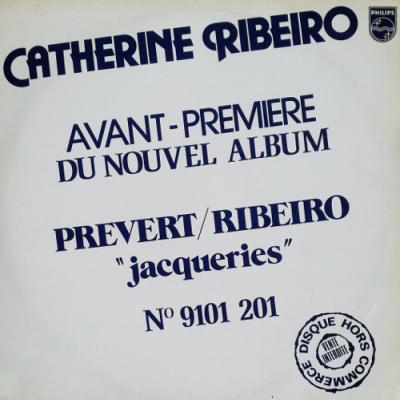 CATHERINE RIBEIRO
PHILIPS
AVANT-PREMIERE
DU NOUVEL ALBUM
PREVERT/RIBEIRO
"jacqueries"
Nº 9101 201
DISQUE HORS COMMERCE
VENTE
INTERDITE